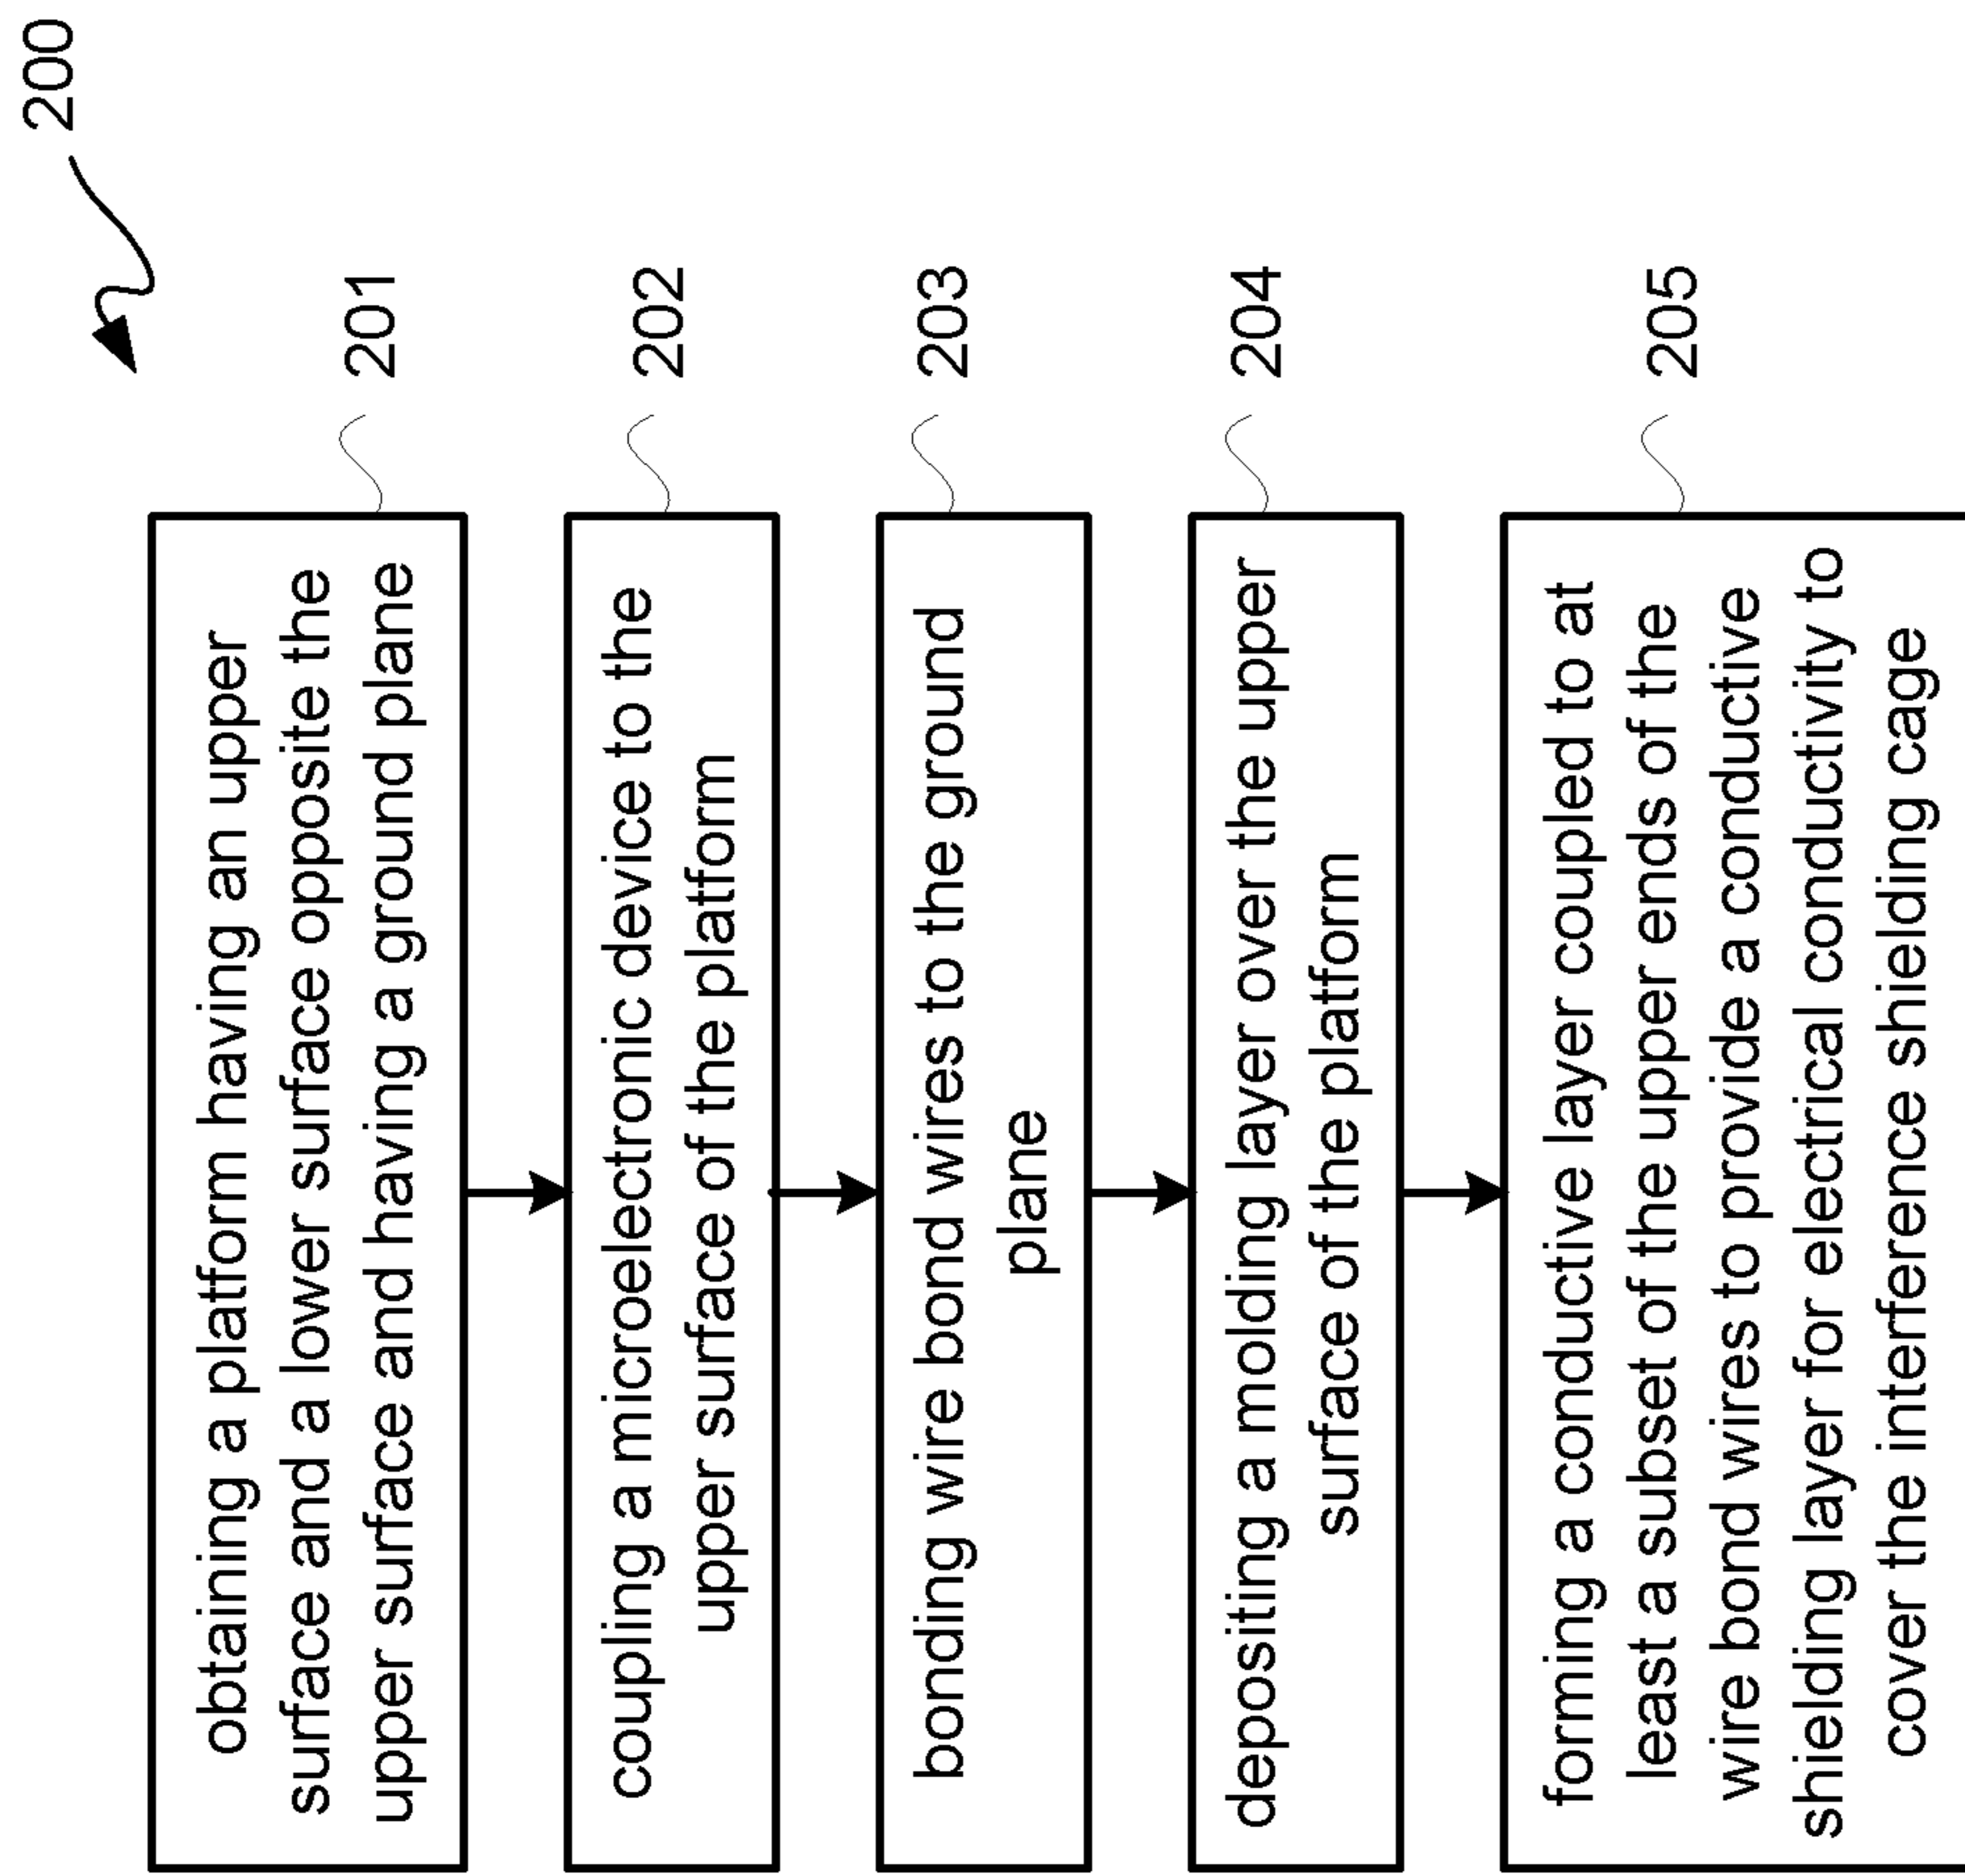 200
obtaining a platform having an upper
surface and a lower surface opposite the
upper surface and having a ground plane
201
coupling a microelectronic device to the
upper surface of the platform
202
bonding wire bond wires to the ground
plane
203
depositing a molding layer over the upper
surface of the platform
204
forming a conductive layer coupled to at
least a subset of the upper ends of the
wire bond wires to provide a conductive
shielding layer for electrical conductivity to
cover the interference shielding cage
205